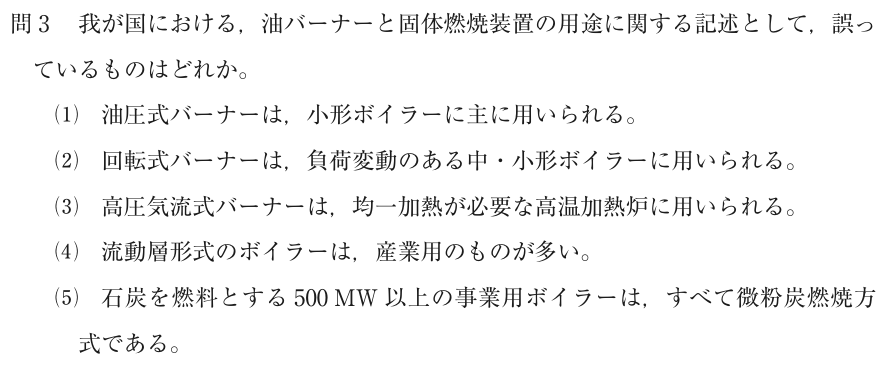 問3　我が国における，油バーナーと固体燃焼装置の用途に関する記述として，誤っ
ているものはどれか。
⑴　油圧式バーナーは，小形ボイラーに主に用いられる。
⑵　回転式バーナーは，負荷変動のある中・小形ボイラーに用いられる。
⑶　高圧気流式バーナーは，均一加熱が必要な高温加熱炉に用いられる。
⑷　流動層形式のボイラーは，産業用のものが多い。
⑸　石炭を燃料とする 500 MW 以上の事業用ボイラーは，すべて微粉炭燃焼方
式である。